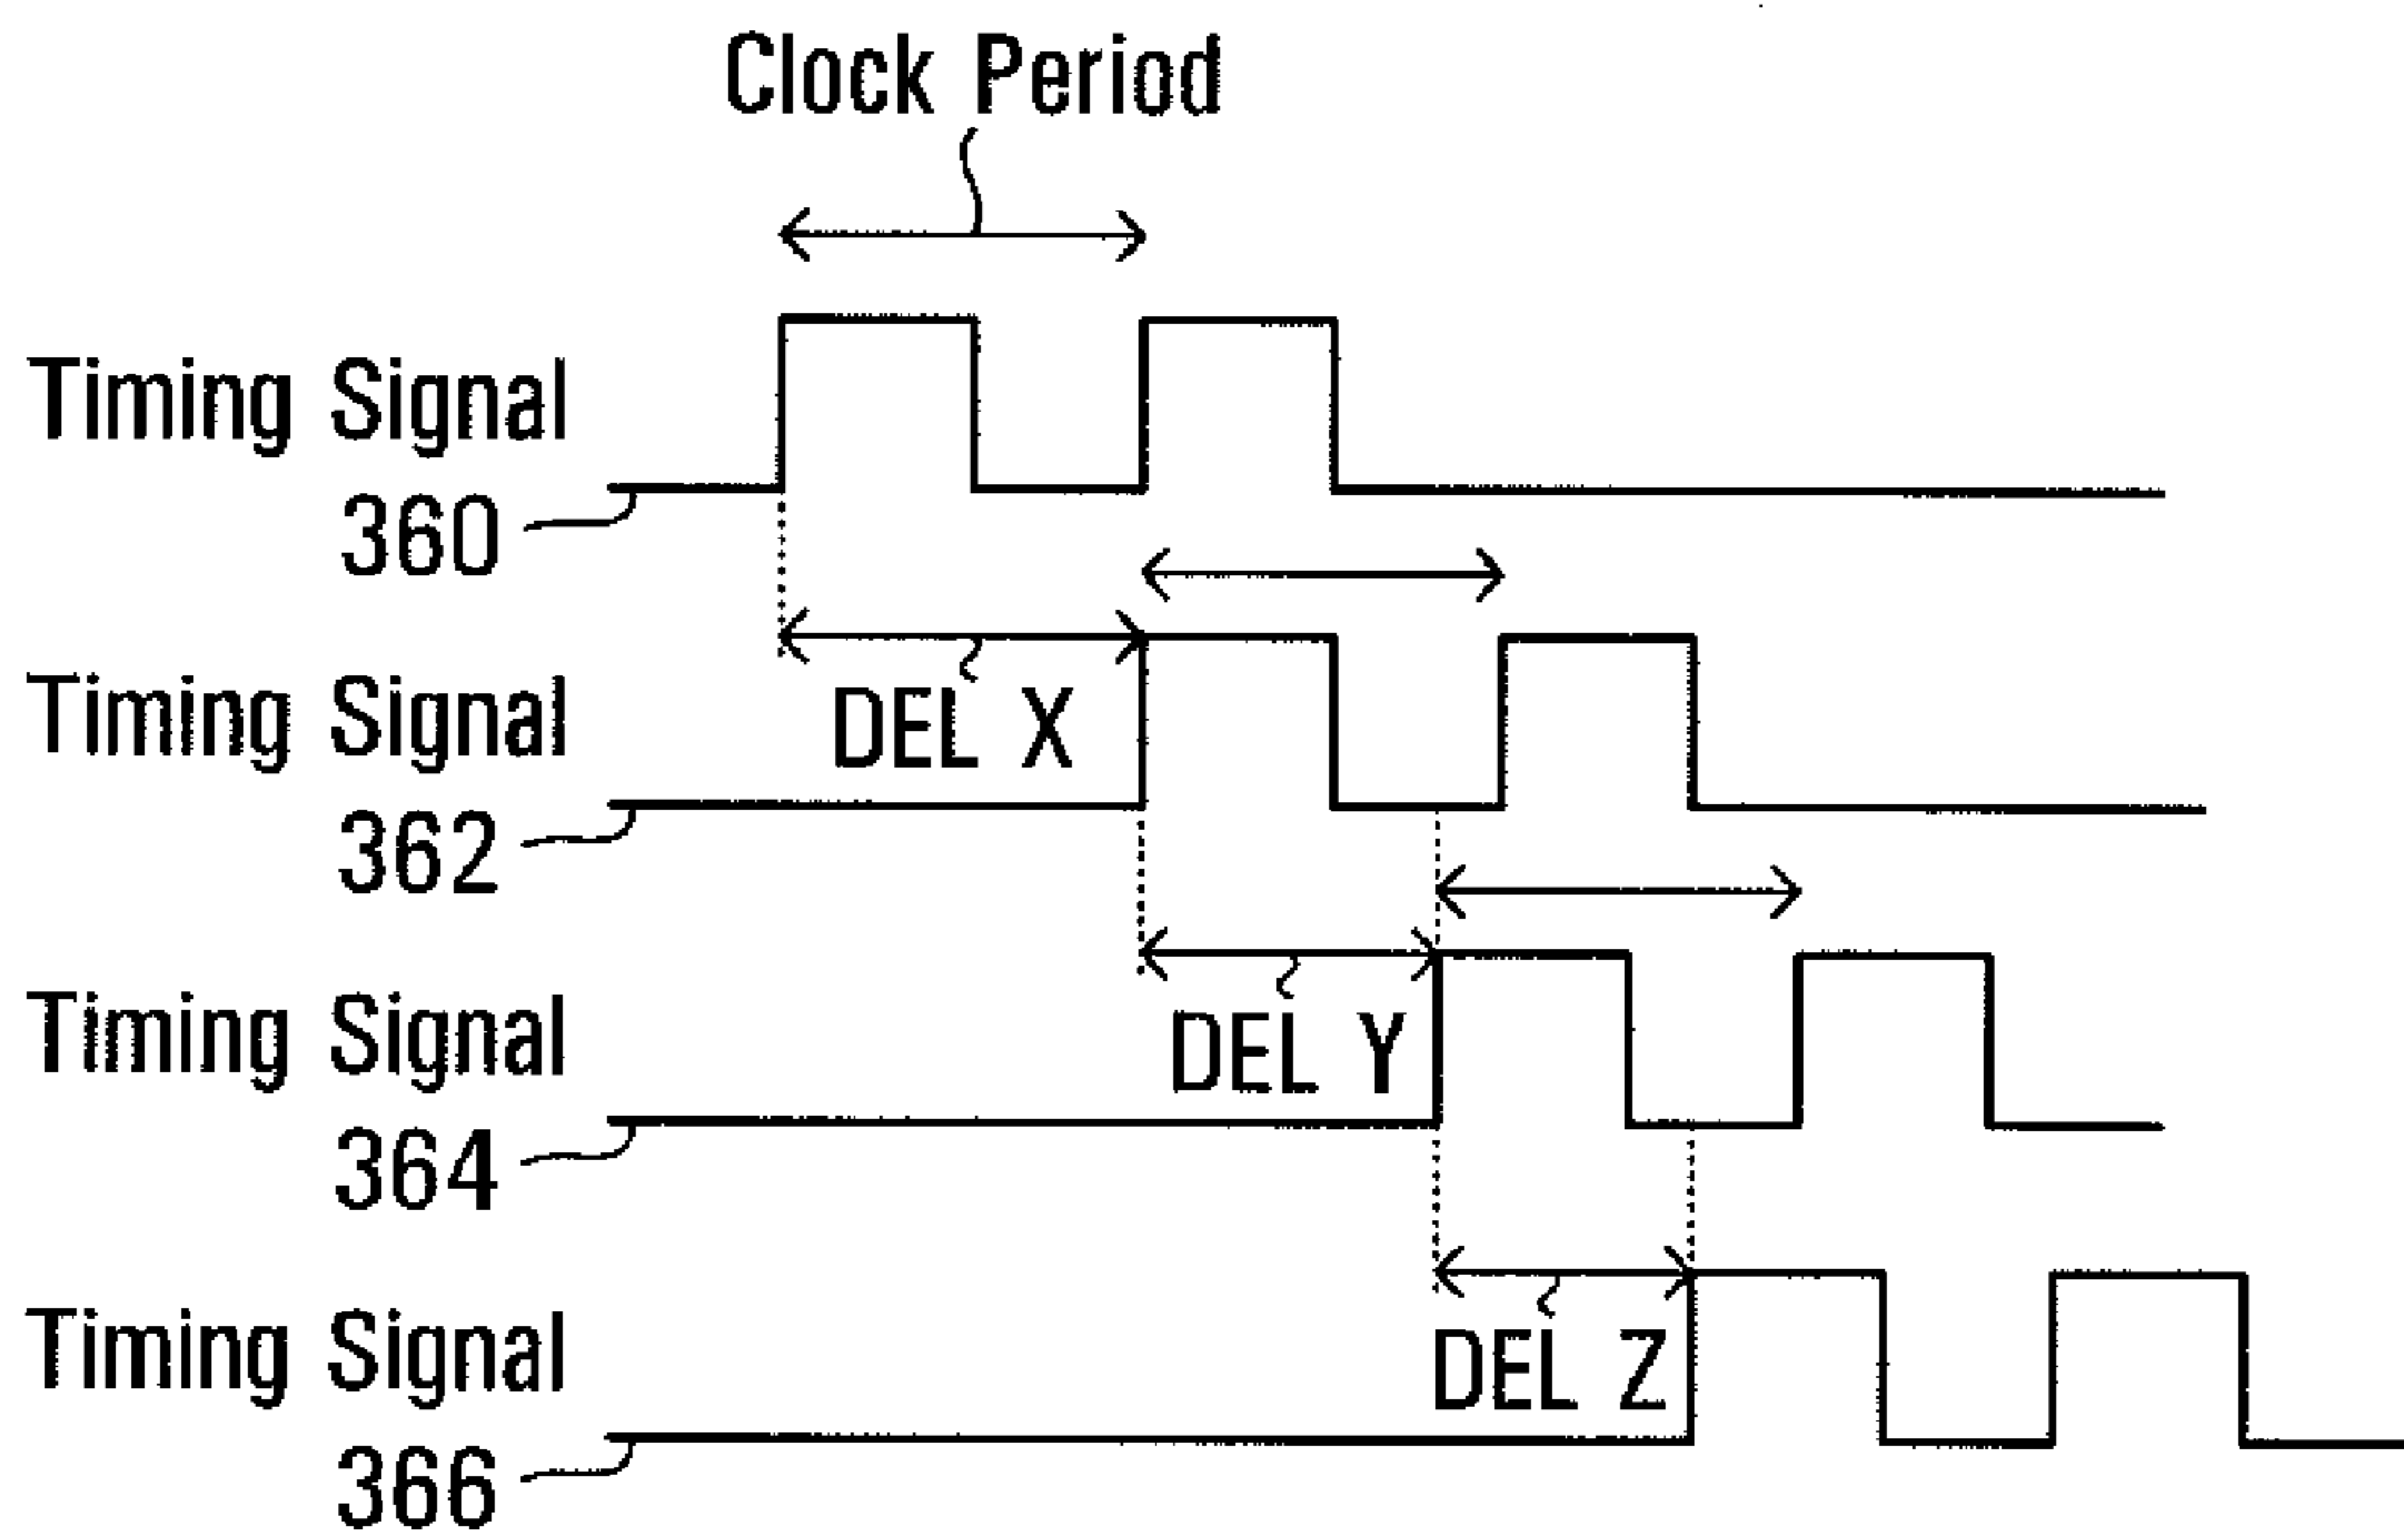 Clock Period
Timing Signal
360
Timing Signal
DEL X
362
Timing Signal
DEL Y
364
Timing Signal
DEL Z
366